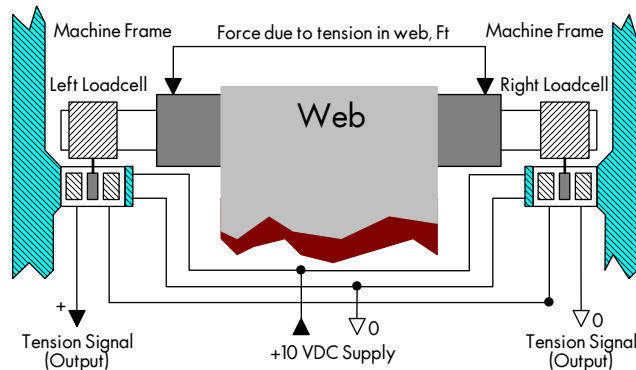 Machine Frame
Force due to tension in web, Ft
Machine Frame
Left Loadcell
Right Loadcell
Web
+
0
0
Tension Signal
(Output)
+10 VDC Supply
Tension Signal
(Output)